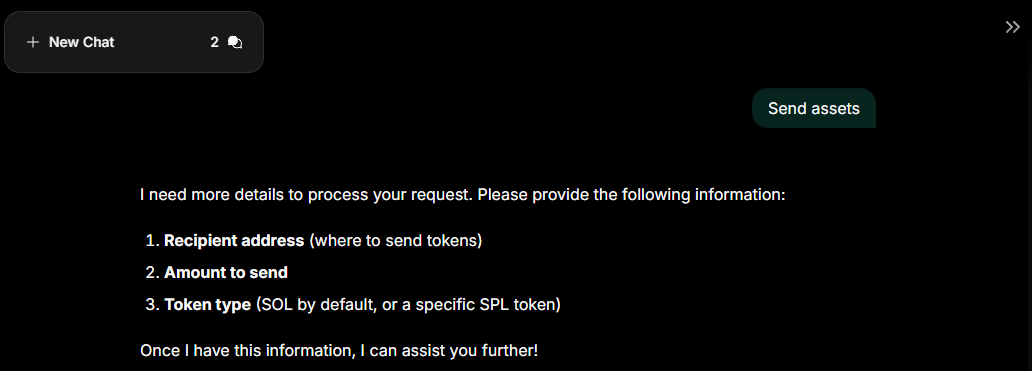 New Chat 2
Send assets
I need more details to process your request. Please provide the following information:
1. Recipient address (where to send tokens)
2. Amount to send
3. Token type (SOL by default, or a specific SPL token)
Once I have this information, I can assist you further!